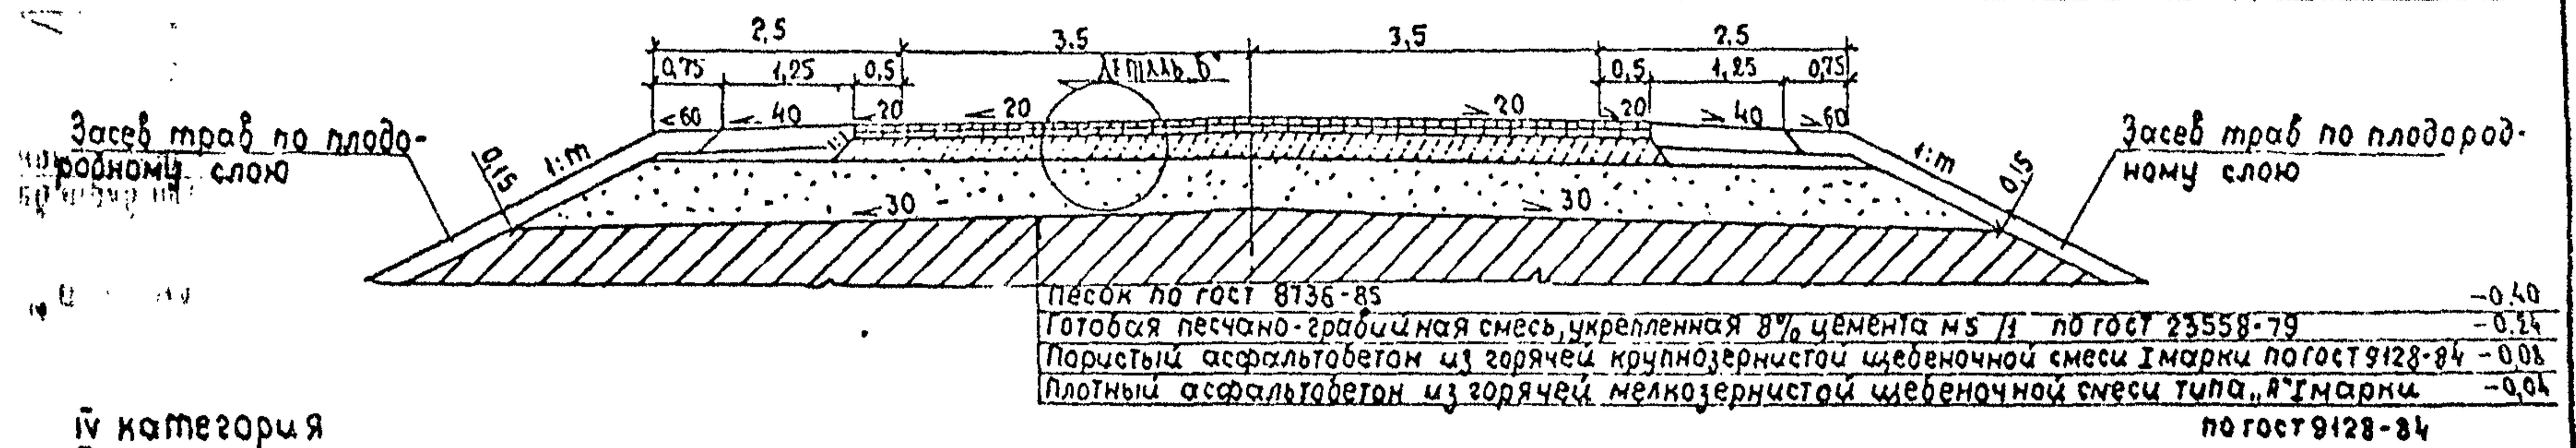 2,5 3,5 3,5 2,5
0,75 1,25 0,5 0,5 1,25 0,75
деталь Б"
60 40 20 20 20 20 40 60
Засев трав по плодо-
родному слою
0,15
1:m
1:1
Засев трав по плодород-
ному слою
1:m
0,15
30 30
Песок по гост 8736-85 -0.40
Готовая песчано-гравийная смесь, укрепленная 8% цемента по гост 23558-79 -0.24
Пористый асфальтобетон из горячей крупнозернистой щебеночной смеси I марки по гост 9128-84 -0,08
Плотный асфальтобетон из горячей мелкозернистой щебеночной смеси типа „А" I марки -0,04
по гост 9128-84
IV категория